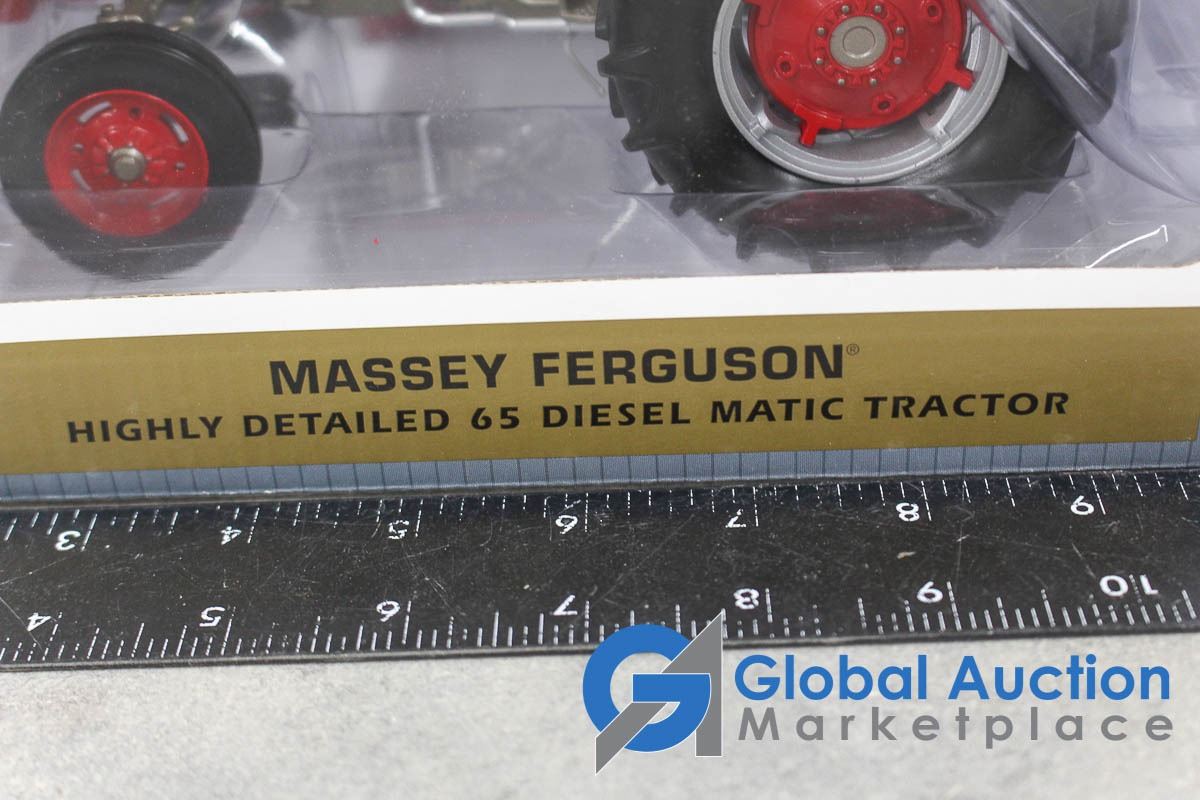 MASSEY FERGUSON®
HIGHLY DETAILED 65 DIESEL MATIC TRACTOR
3 4 5 6 7 8 9
4 5 6 7 8 9 10
GA Global Auction
Marketplace